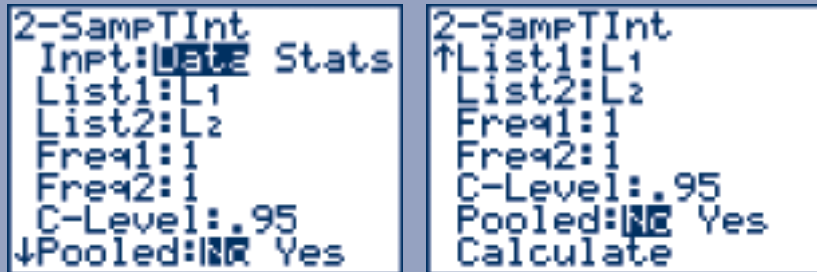 2-SampTInt
Inpt:Data Stats
List1:L1
List2:L2
Freq1:1
Freq2:1
C-Level:.95
↓Pooled:No Yes
2-SampTInt
↑List1:L1
List2:L2
Freq1:1
Freq2:1
C-Level:.95
Pooled:No Yes
Calculate